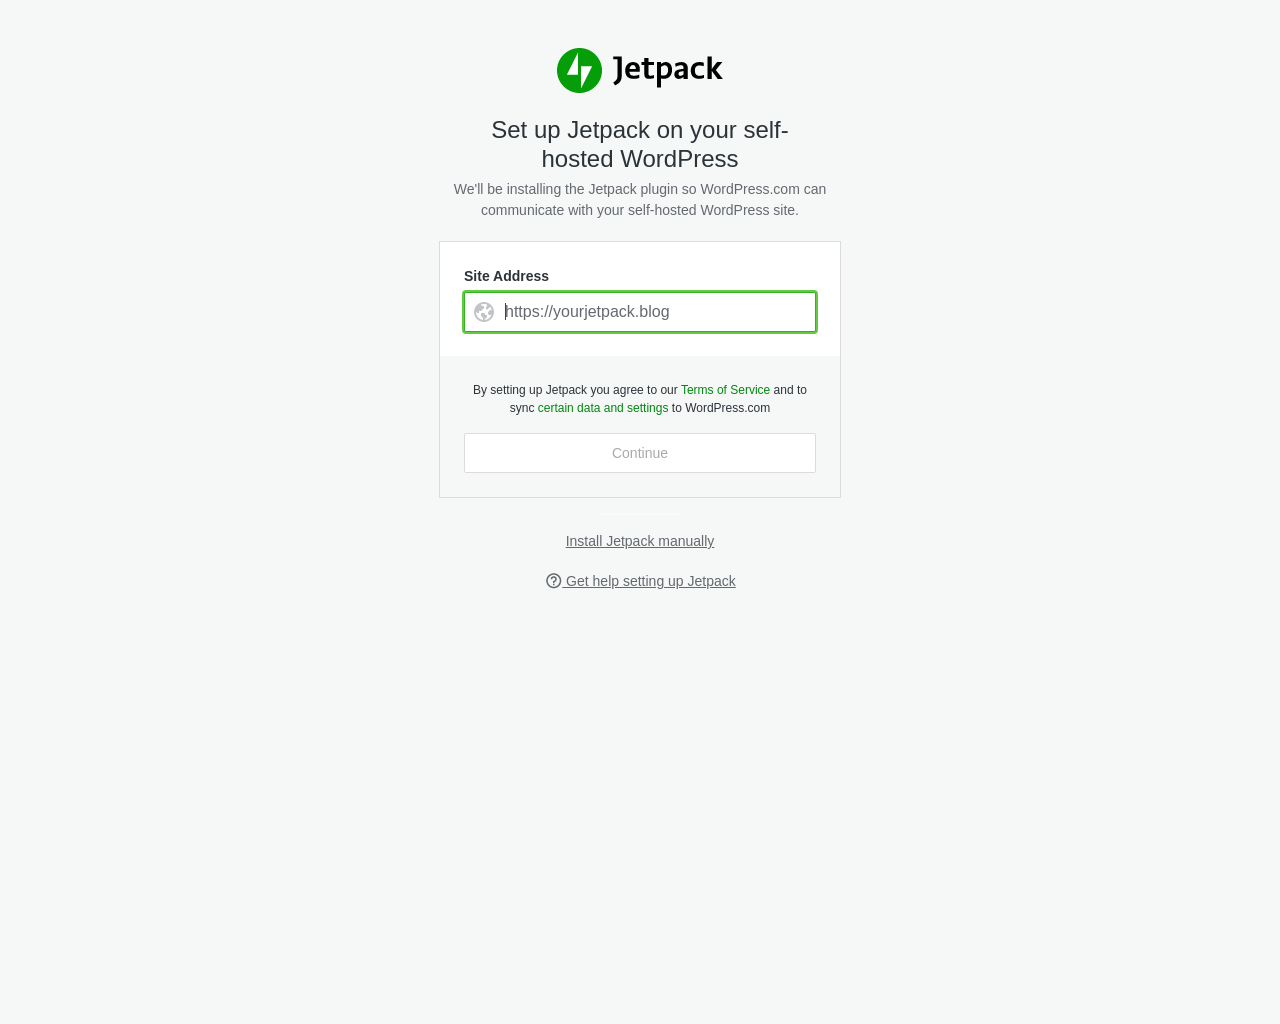 Jetpack
Set up Jetpack on your self-
hosted WordPress
We'll be installing the Jetpack plugin so WordPress.com can
communicate with your self-hosted WordPress site.
Site Address
https://yourjetpack.blog
By setting up Jetpack you agree to our Terms of Service and to
sync certain data and settings to WordPress.com
Continue
Install Jetpack manually
Get help setting up Jetpack